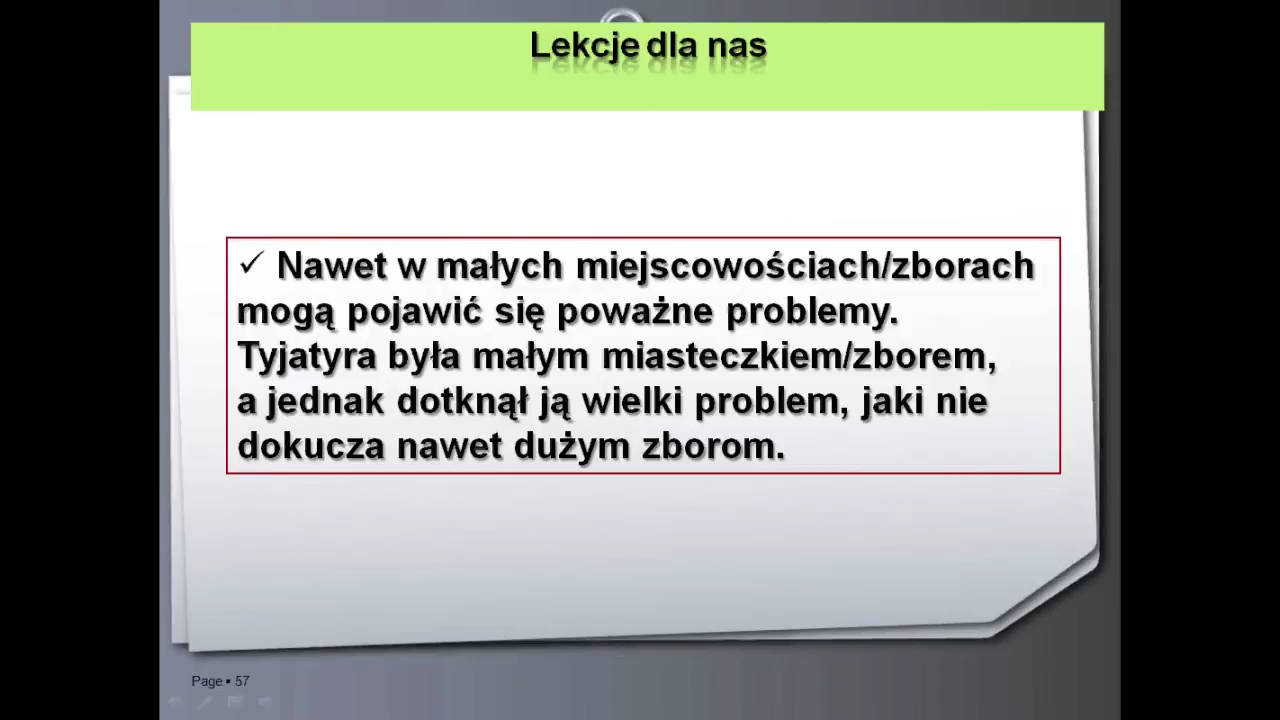 Lekcje dla nas
✓ Nawet w małych miejscowościach/zborach
mogą pojawić się poważne problemy.
Tyjatyra była małym miasteczkiem/zborem,
a jednak dotknął ją wielki problem, jaki nie
dokucza nawet dużym zborom.
Page ▪ 57